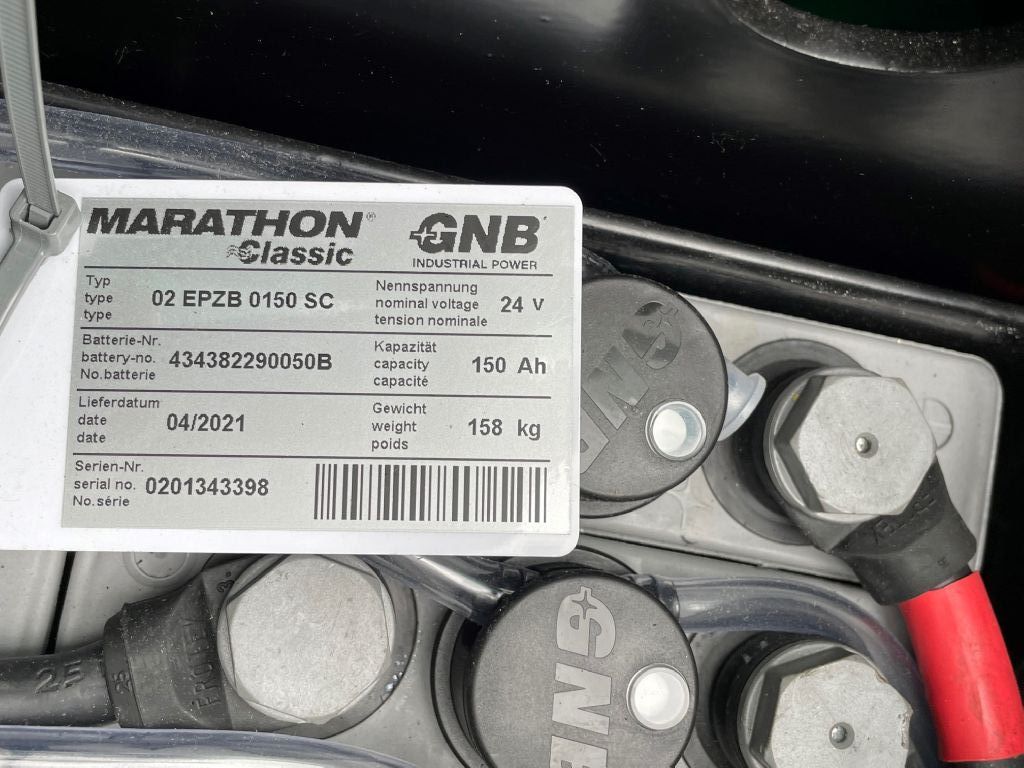 MARATHON®
Classic
GNB
INDUSTRIAL POWER
Typ
type
type
02 EPZB 0150 SC
Nennspannung
nominal voltage
tension nominale
24 V
Batterie-Nr.
battery-no.
No.batterie
434382290050B
Kapazität
capacity
capacité
150 Ah
Lieferdatum
date
date
04/2021
Gewicht
weight
poids
158 kg
Serien-Nr.
serial no.
No.série
0201343398
GNB
25
25